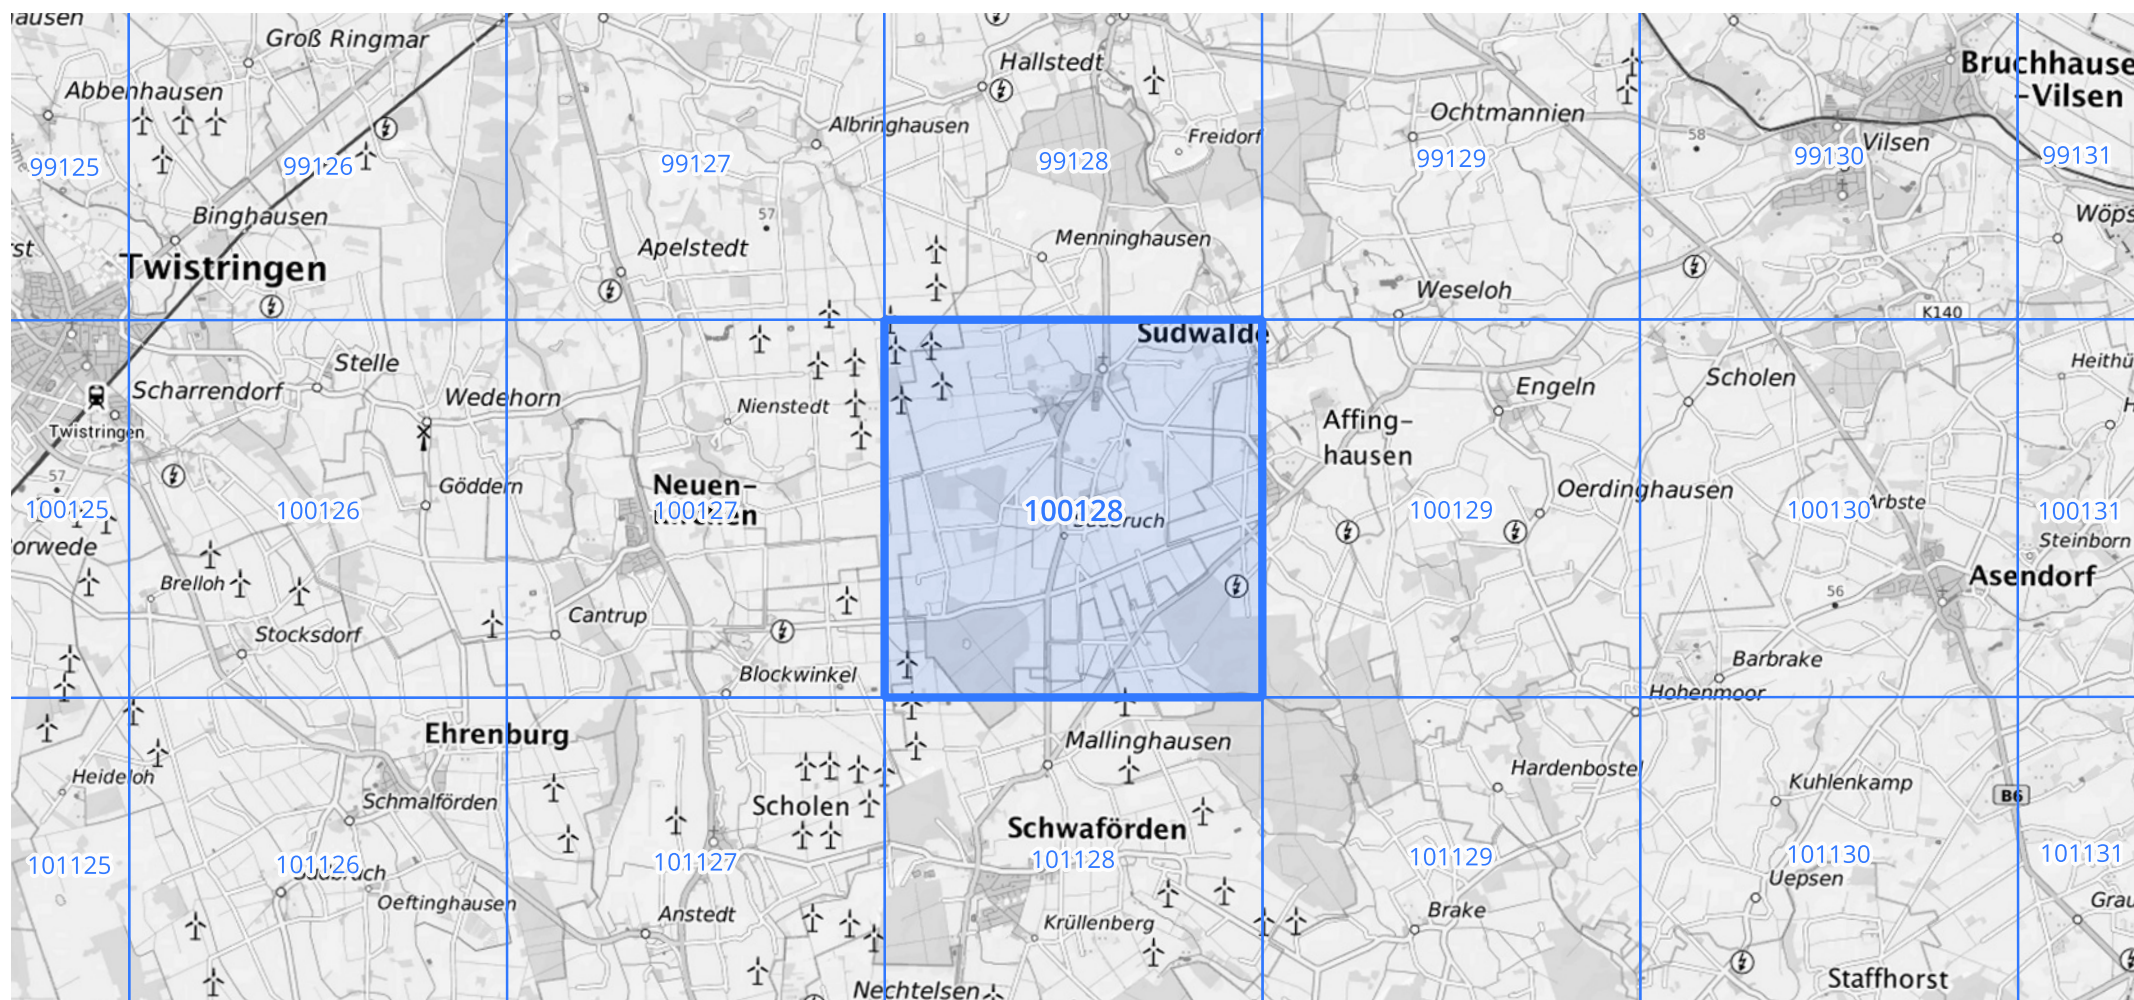 ausen
Groß Ringmar
Hallstedt
Bruchhause
-Vilsen
Abbenhausen
Ochtmannien
Albringhausen
Freidorf
58
Vilsen
99125
99126
99127
99128
99129
99130
99131
Binghausen
57
Wöps
rst
Apelstedt
Menninghausen
Twistringen
Weseloh
K140
Sudwalde
Stelle
Heithü
Scharrendorf
Wedehorn
Engeln
Scholen
Nienstedt
H
Twistringen
Affing-
hausen
57
Göddern
Neuen-
Oerdinghausen
Arbste
100125
100126
100127
100128
100129
100130
100131
orwede
Steinborn
Brelloh
Asendorf
56
Cantrup
Stocksdorf
Blockwinkel
Barbrake
Hohenmoor
Ehrenburg
Mallinghausen
Heideloh
Hardenbostel
Schmalförden
Scholen
Kuhlenkamp
B6
Schwaförden
101125
101126
101127
101128
101129
101130
101131
Uepsen
Oeftinghausen
Anstedt
Krüllenberg
Brake
Grau
Nechtelsen
Staffhorst